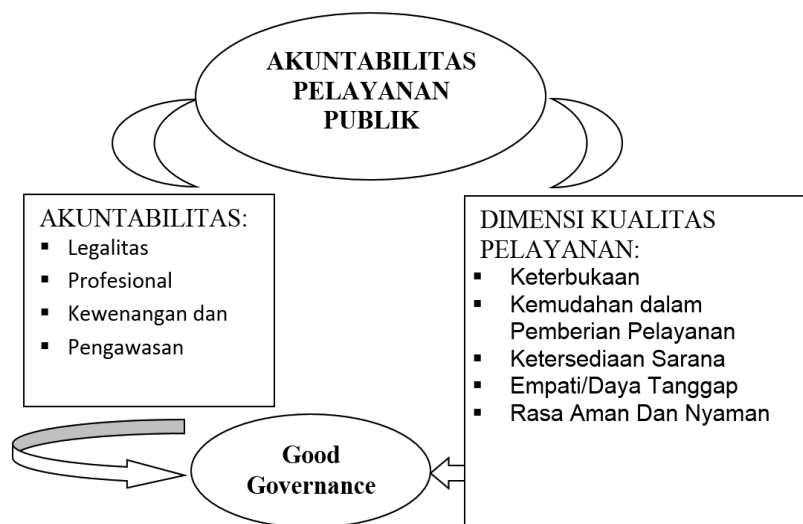 AKUNTABILITAS
PELAYANAN
PUBLIK
AKUNTABILITAS:
▪ Legalitas
▪ Profesional
▪ Kewenangan dan
▪ Pengawasan
DIMENSI KUALITAS
PELAYANAN:
▪ Keterbukaan
▪ Kemudahan dalam
Pemberian Pelayanan
▪ Ketersediaan Sarana
▪ Empati/Daya Tanggap
▪ Rasa Aman Dan Nyaman
Good
Governance